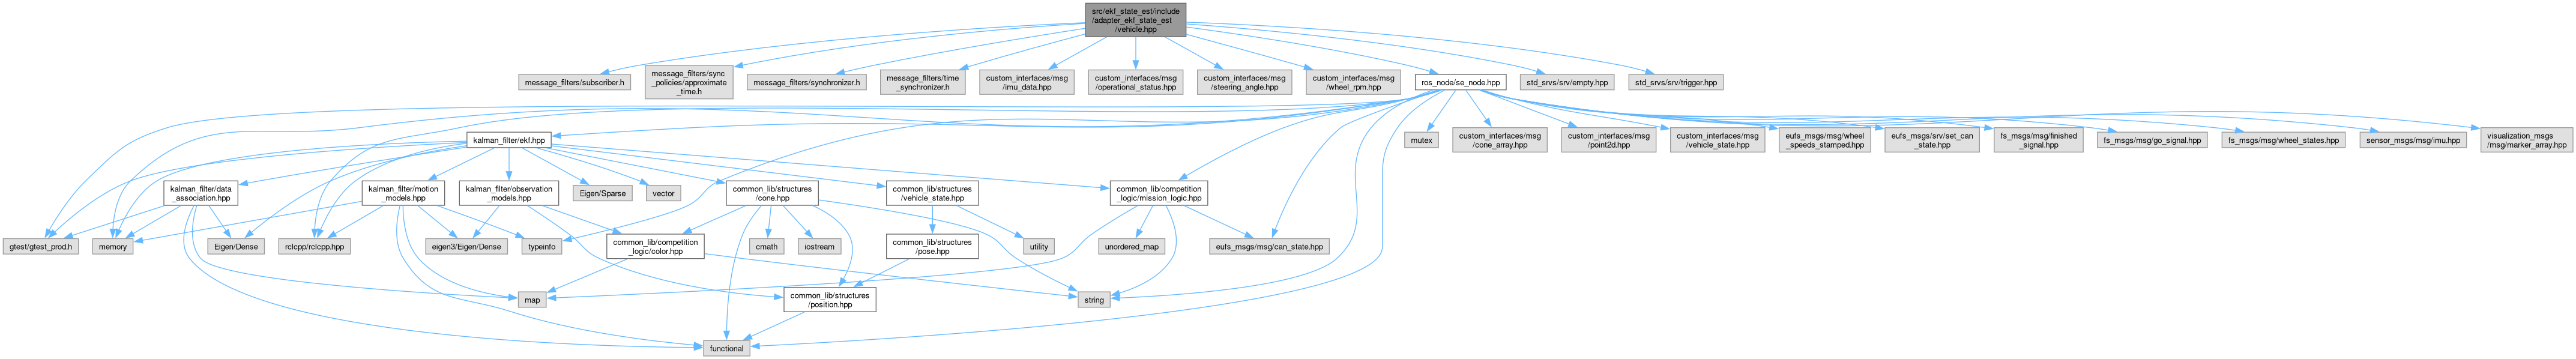 src/ekf_state_est/include
/adapter_ekf_state_est
/vehicle.hpp
message_filters/subscriber.h
message_filters/sync
_policies/approximate
_time.h
message_filters/synchronizer.h
message_filters/time
_synchronizer.h
custom_interfaces/msg
/imu_data.hpp
custom_interfaces/msg
/operational_status.hpp
custom_interfaces/msg
/steering_angle.hpp
custom_interfaces/msg
/wheel_rpm.hpp
ros_node/se_node.hpp
std_srvs/srv/empty.hpp
std_srvs/srv/trigger.hpp
kalman_filter/ekf.hpp
mutex
custom_interfaces/msg
/cone_array.hpp
custom_interfaces/msg
/point2d.hpp
custom_interfaces/msg
/vehicle_state.hpp
eufs_msgs/msg/wheel
_speeds_stamped.hpp
eufs_msgs/srv/set_can
_state.hpp
fs_msgs/msg/finished
_signal.hpp
fs_msgs/msg/go_signal.hpp
fs_msgs/msg/wheel_states.hpp
sensor_msgs/msg/imu.hpp
visualization_msgs
/msg/marker_array.hpp
kalman_filter/data
_association.hpp
kalman_filter/motion
_models.hpp
kalman_filter/observation
_models.hpp
Eigen/Sparse
vector
common_lib/structures
/cone.hpp
common_lib/structures
/vehicle_state.hpp
common_lib/competition
_logic/mission_logic.hpp
gtest/gtest_prod.h
memory
Eigen/Dense
rclcpp/rclcpp.hpp
eigen3/Eigen/Dense
typeinfo
common_lib/competition
_logic/color.hpp
cmath
iostream
common_lib/structures
/pose.hpp
utility
unordered_map
eufs_msgs/msg/can_state.hpp
map
common_lib/structures
/position.hpp
string
functional